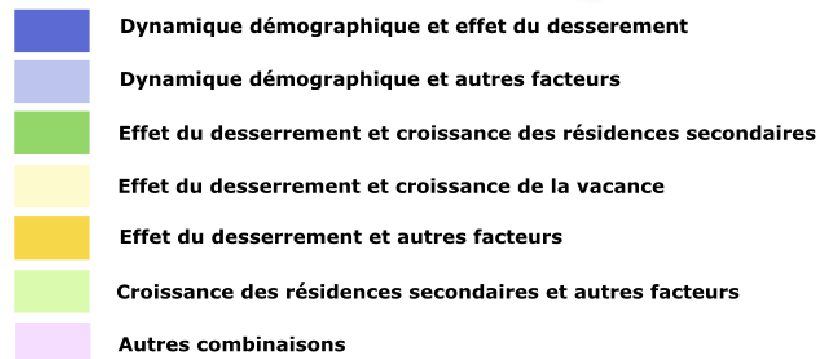 Dynamique démographique et effet du desserement
Dynamique démographique et autres facteurs
Effet du desserrement et croissance des résidences secondaires
Effet du desserrement et croissance de la vacance
Effet du desserrement et autres facteurs
Croissance des résidences secondaires et autres facteurs
Autres combinaisons